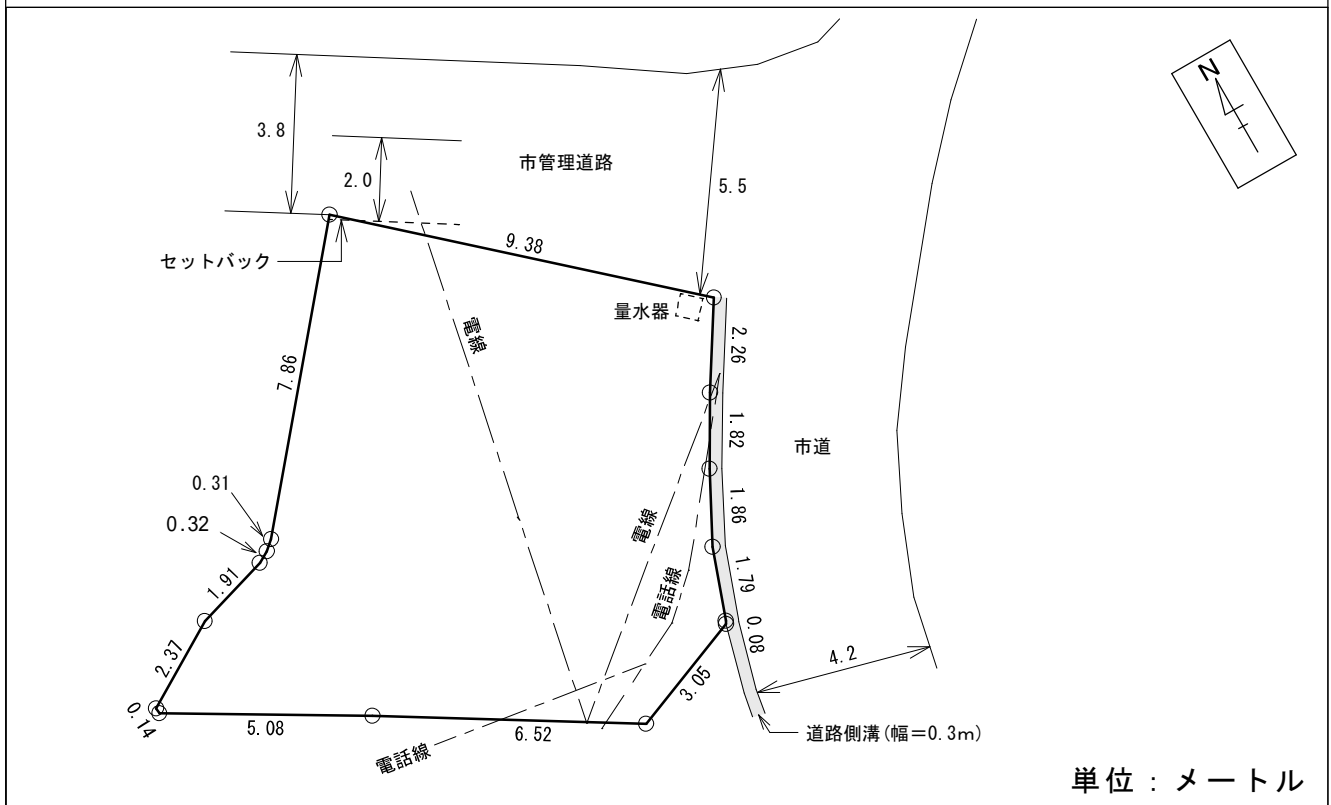 N
3.8
2.0
市管理道路
5.5
セットバック
9.38
量水器
電線
2.26
7.86
1.82
市道
0.31
1.86
0.32
電線
1.79
電話線
1.91
0.08
2.37
4.2
3.05
0.14
5.08
6.52
道路側溝(幅=0.3m)
電話線
単位:メートル